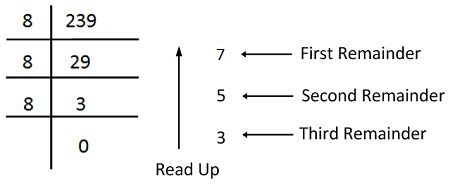 8 239 7 First Remainder
8 29 5 Second Remainder
8 3 3 Third Remainder
0
Read Up